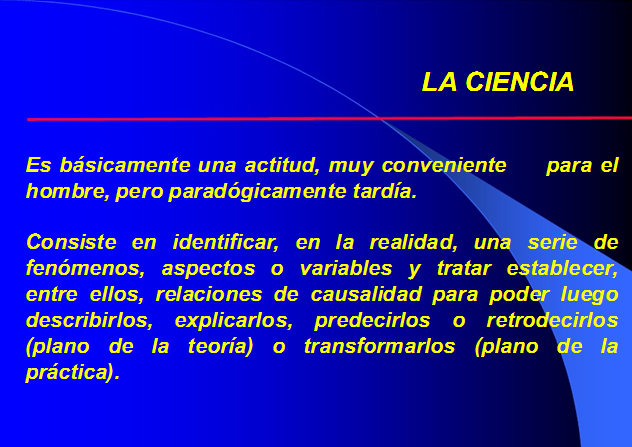 LA CIENCIA
Es básicamente una actitud, muy conveniente para el
hombre, pero paradógicamente tardía.
Consiste en identificar, en la realidad, una serie de
fenómenos, aspectos o variables y tratar establecer,
entre ellos, relaciones de causalidad para poder luego
describirlos, explicarlos, predecirlos o retrodecirlos
(plano de la teoría) o transformarlos (plano de la
práctica).